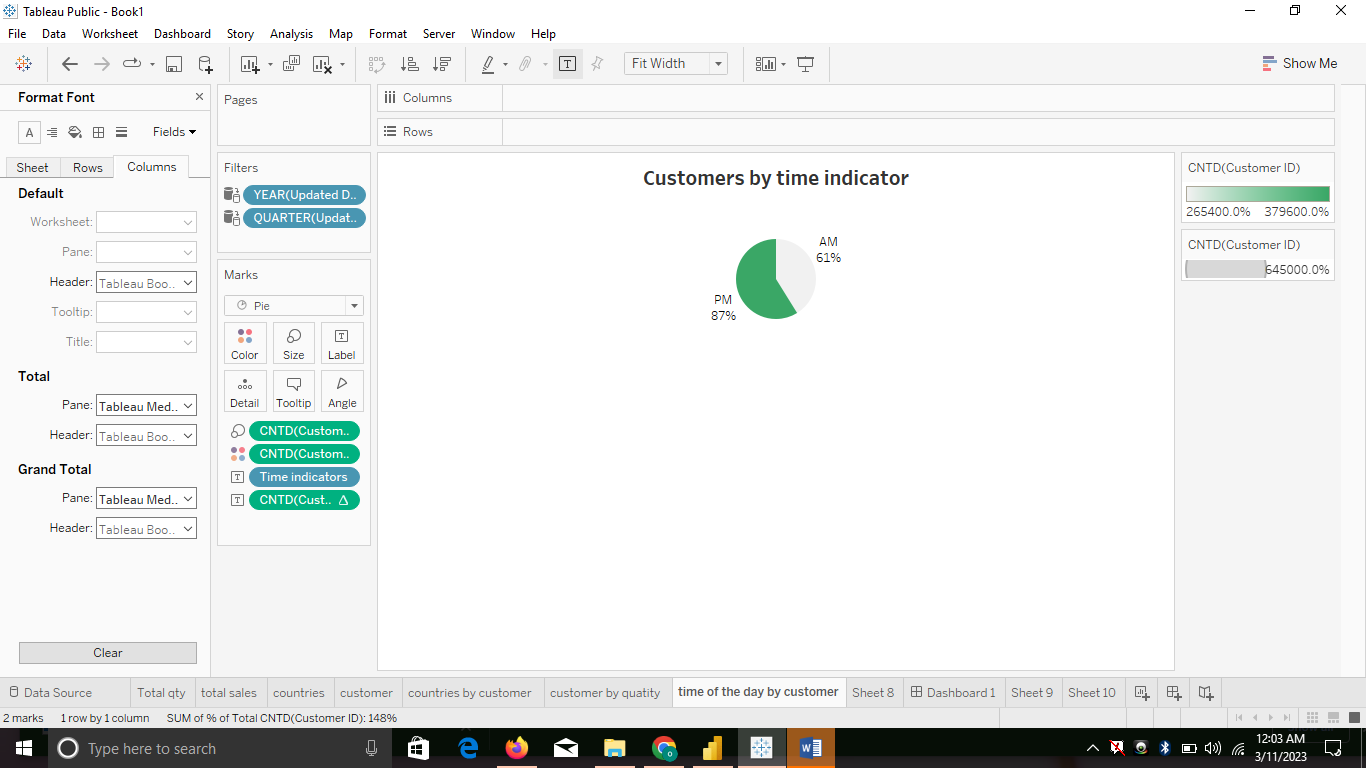 Tableau Public - Book1
File Data Worksheet Dashboard Story Analysis Map Format Server Window Help
Fit Width
Show Me
Format Font
A Fields
Sheet Rows Columns
Default
Worksheet:
Pane:
Header: Tableau Boo..
Tooltip:
Title:
Total
Pane: Tableau Med..
Header: Tableau Boo..
Grand Total
Pane: Tableau Med..
Header: Tableau Boo..
Clear
Pages
Filters
YEAR(Updated D..
QUARTER(Updat..
Marks
Pie
Color Size Label
Detail Tooltip Angle
CNTD(Custom..
CNTD(Custom..
Time indicators
CNTD(Cust.. Δ
Columns
Rows
Customers by time indicator
AM
61%
PM
87%
CNTD(Customer ID)
265400.0% 379600.0%
CNTD(Customer ID)
645000.0%
Data Source Total qty total sales countries customer countries by customer customer by quatity time of the day by customer Sheet 8 Dashboard 1 Sheet 9 Sheet 10
2 marks 1 row by 1 column SUM of % of Total CNTD(Customer ID): 148%
Type here to search
12:03 AM
3/11/2023